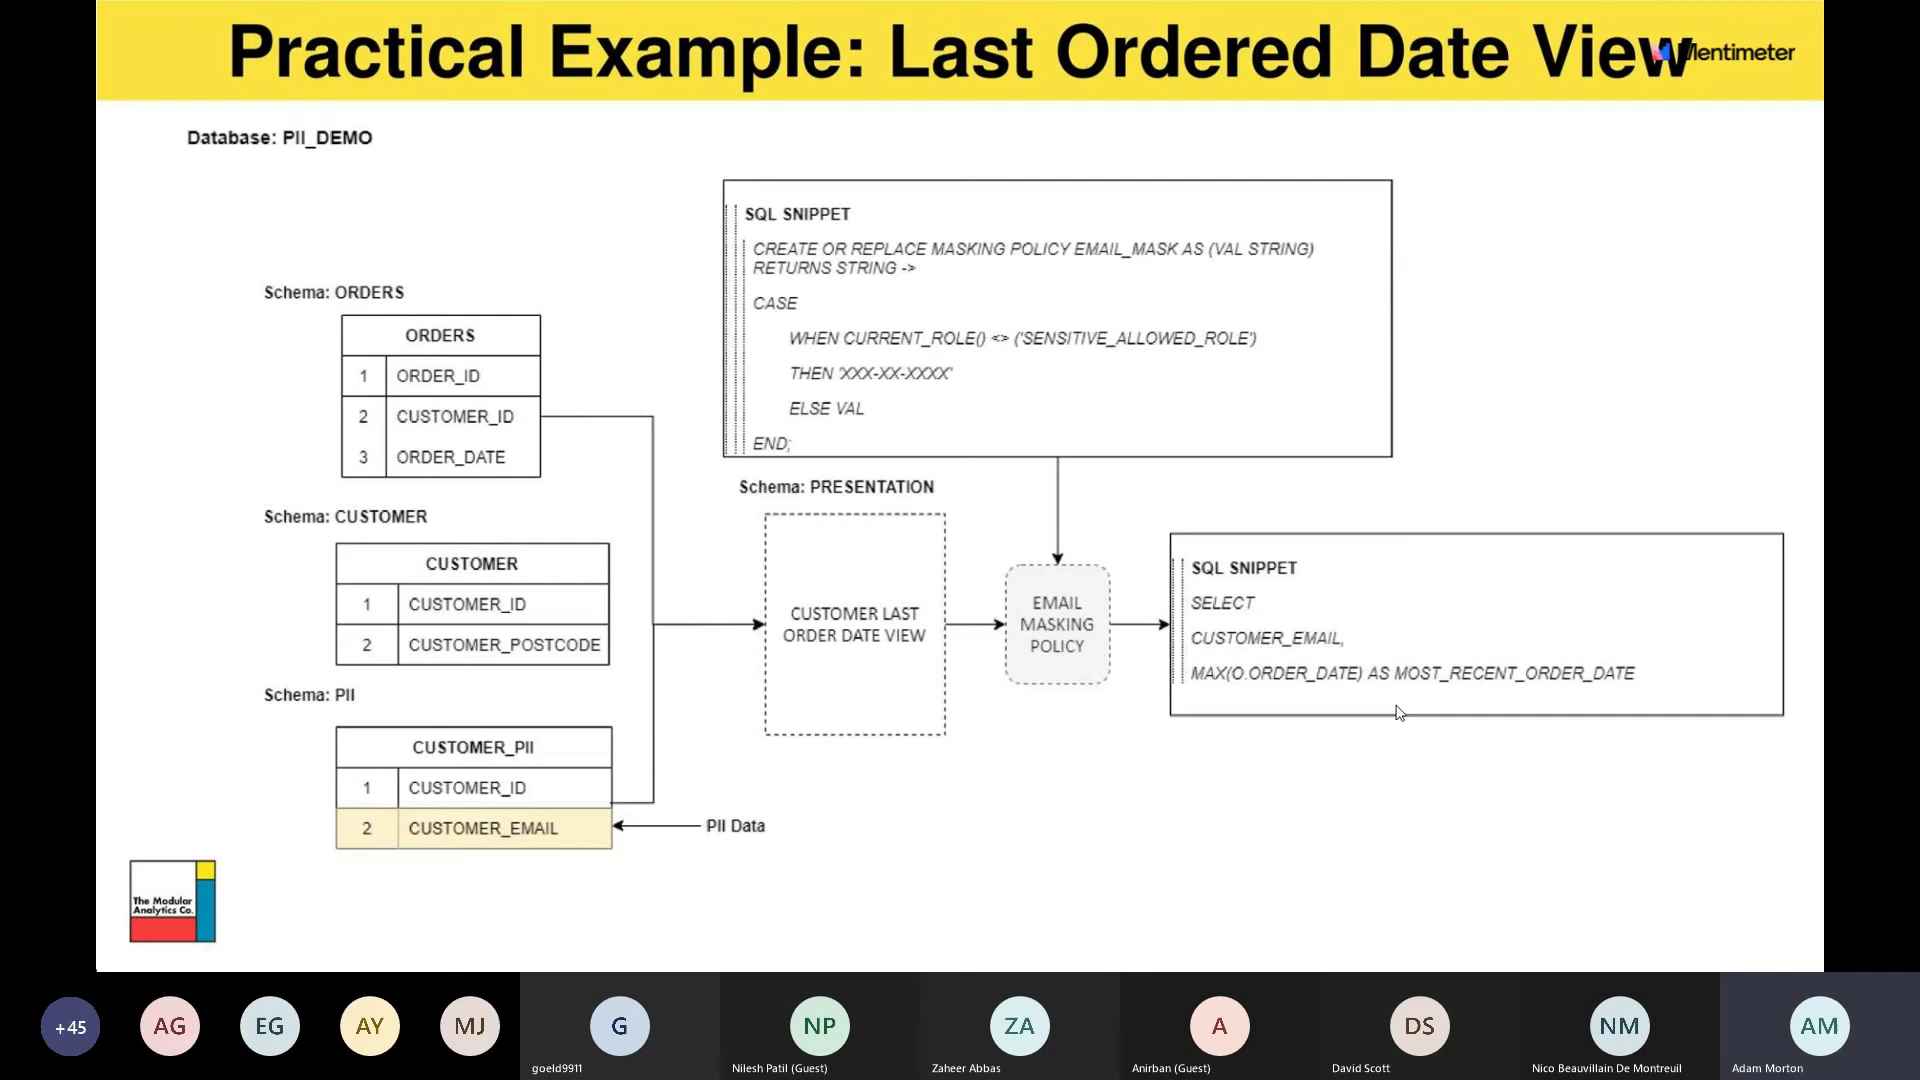 Practical Example: Last Ordered Date View
Mentimeter
Database: PII_DEMO
SQL SNIPPET
CREATE OR REPLACE MASKING POLICY EMAIL_MASK AS (VAL STRING)
RETURNS STRING ->
CASE
WHEN CURRENT_ROLE() <> ('SENSITIVE_ALLOWED_ROLE')
THEN 'XXX-XX-XXXX'
ELSE VAL
END;
Schema: ORDERS
ORDERS
1 ORDER_ID
2 CUSTOMER_ID
3 ORDER_DATE
Schema: CUSTOMER
CUSTOMER
1 CUSTOMER_ID
2 CUSTOMER_POSTCODE
Schema: PII
CUSTOMER_PII
1 CUSTOMER_ID
2 CUSTOMER_EMAIL
PII Data
Schema: PRESENTATION
CUSTOMER LAST
ORDER DATE VIEW
EMAIL
MASKING
POLICY
SQL SNIPPET
SELECT
CUSTOMER_EMAIL,
MAX(O.ORDER_DATE) AS MOST_RECENT_ORDER_DATE
The Modular
Analytics Co.
+45
AG
EG
AY
MJ
G
goeld9911
NP
Nilesh Patil (Guest)
ZA
Zaheer Abbas
A
Anirban (Guest)
DS
David Scott
NM
Nico Beauvillain De Montreuil
AM
Adam Morton